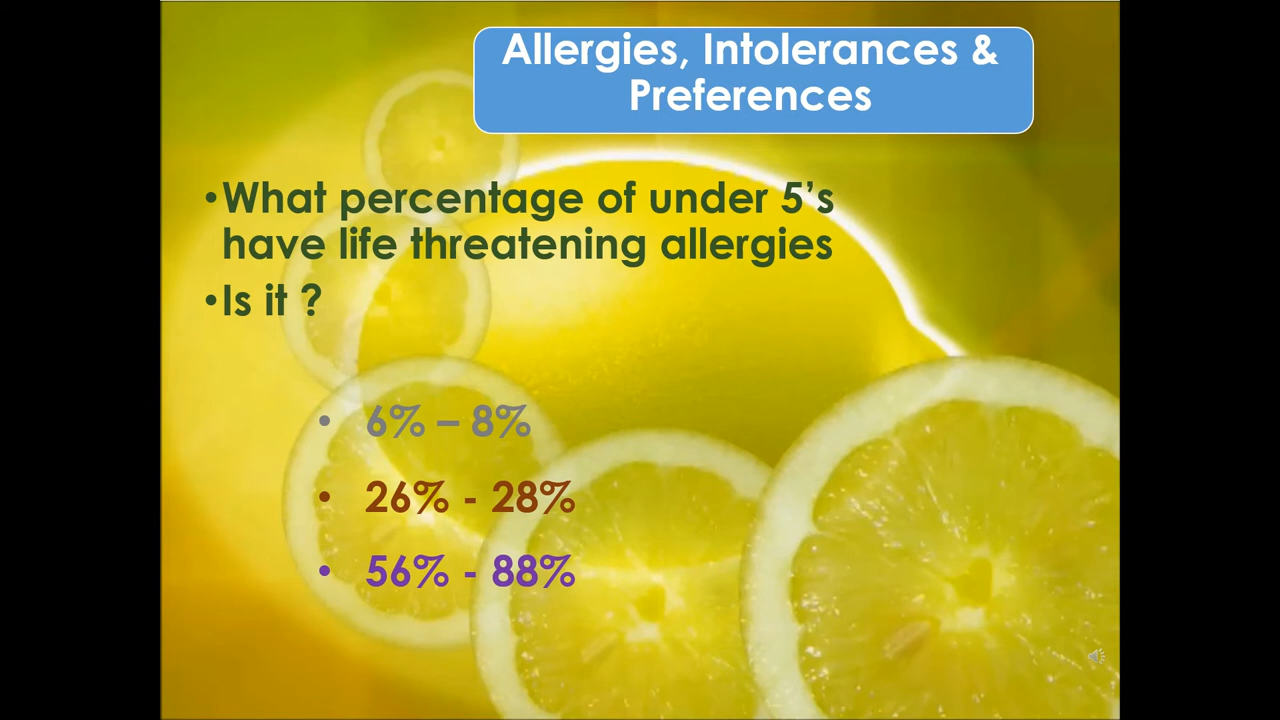 Allergies, Intolerances &
Preferences
•What percentage of under 5’s
have life threatening allergies
•Is it ?
• 6% – 8%
• 26% - 28%
• 56% - 88%